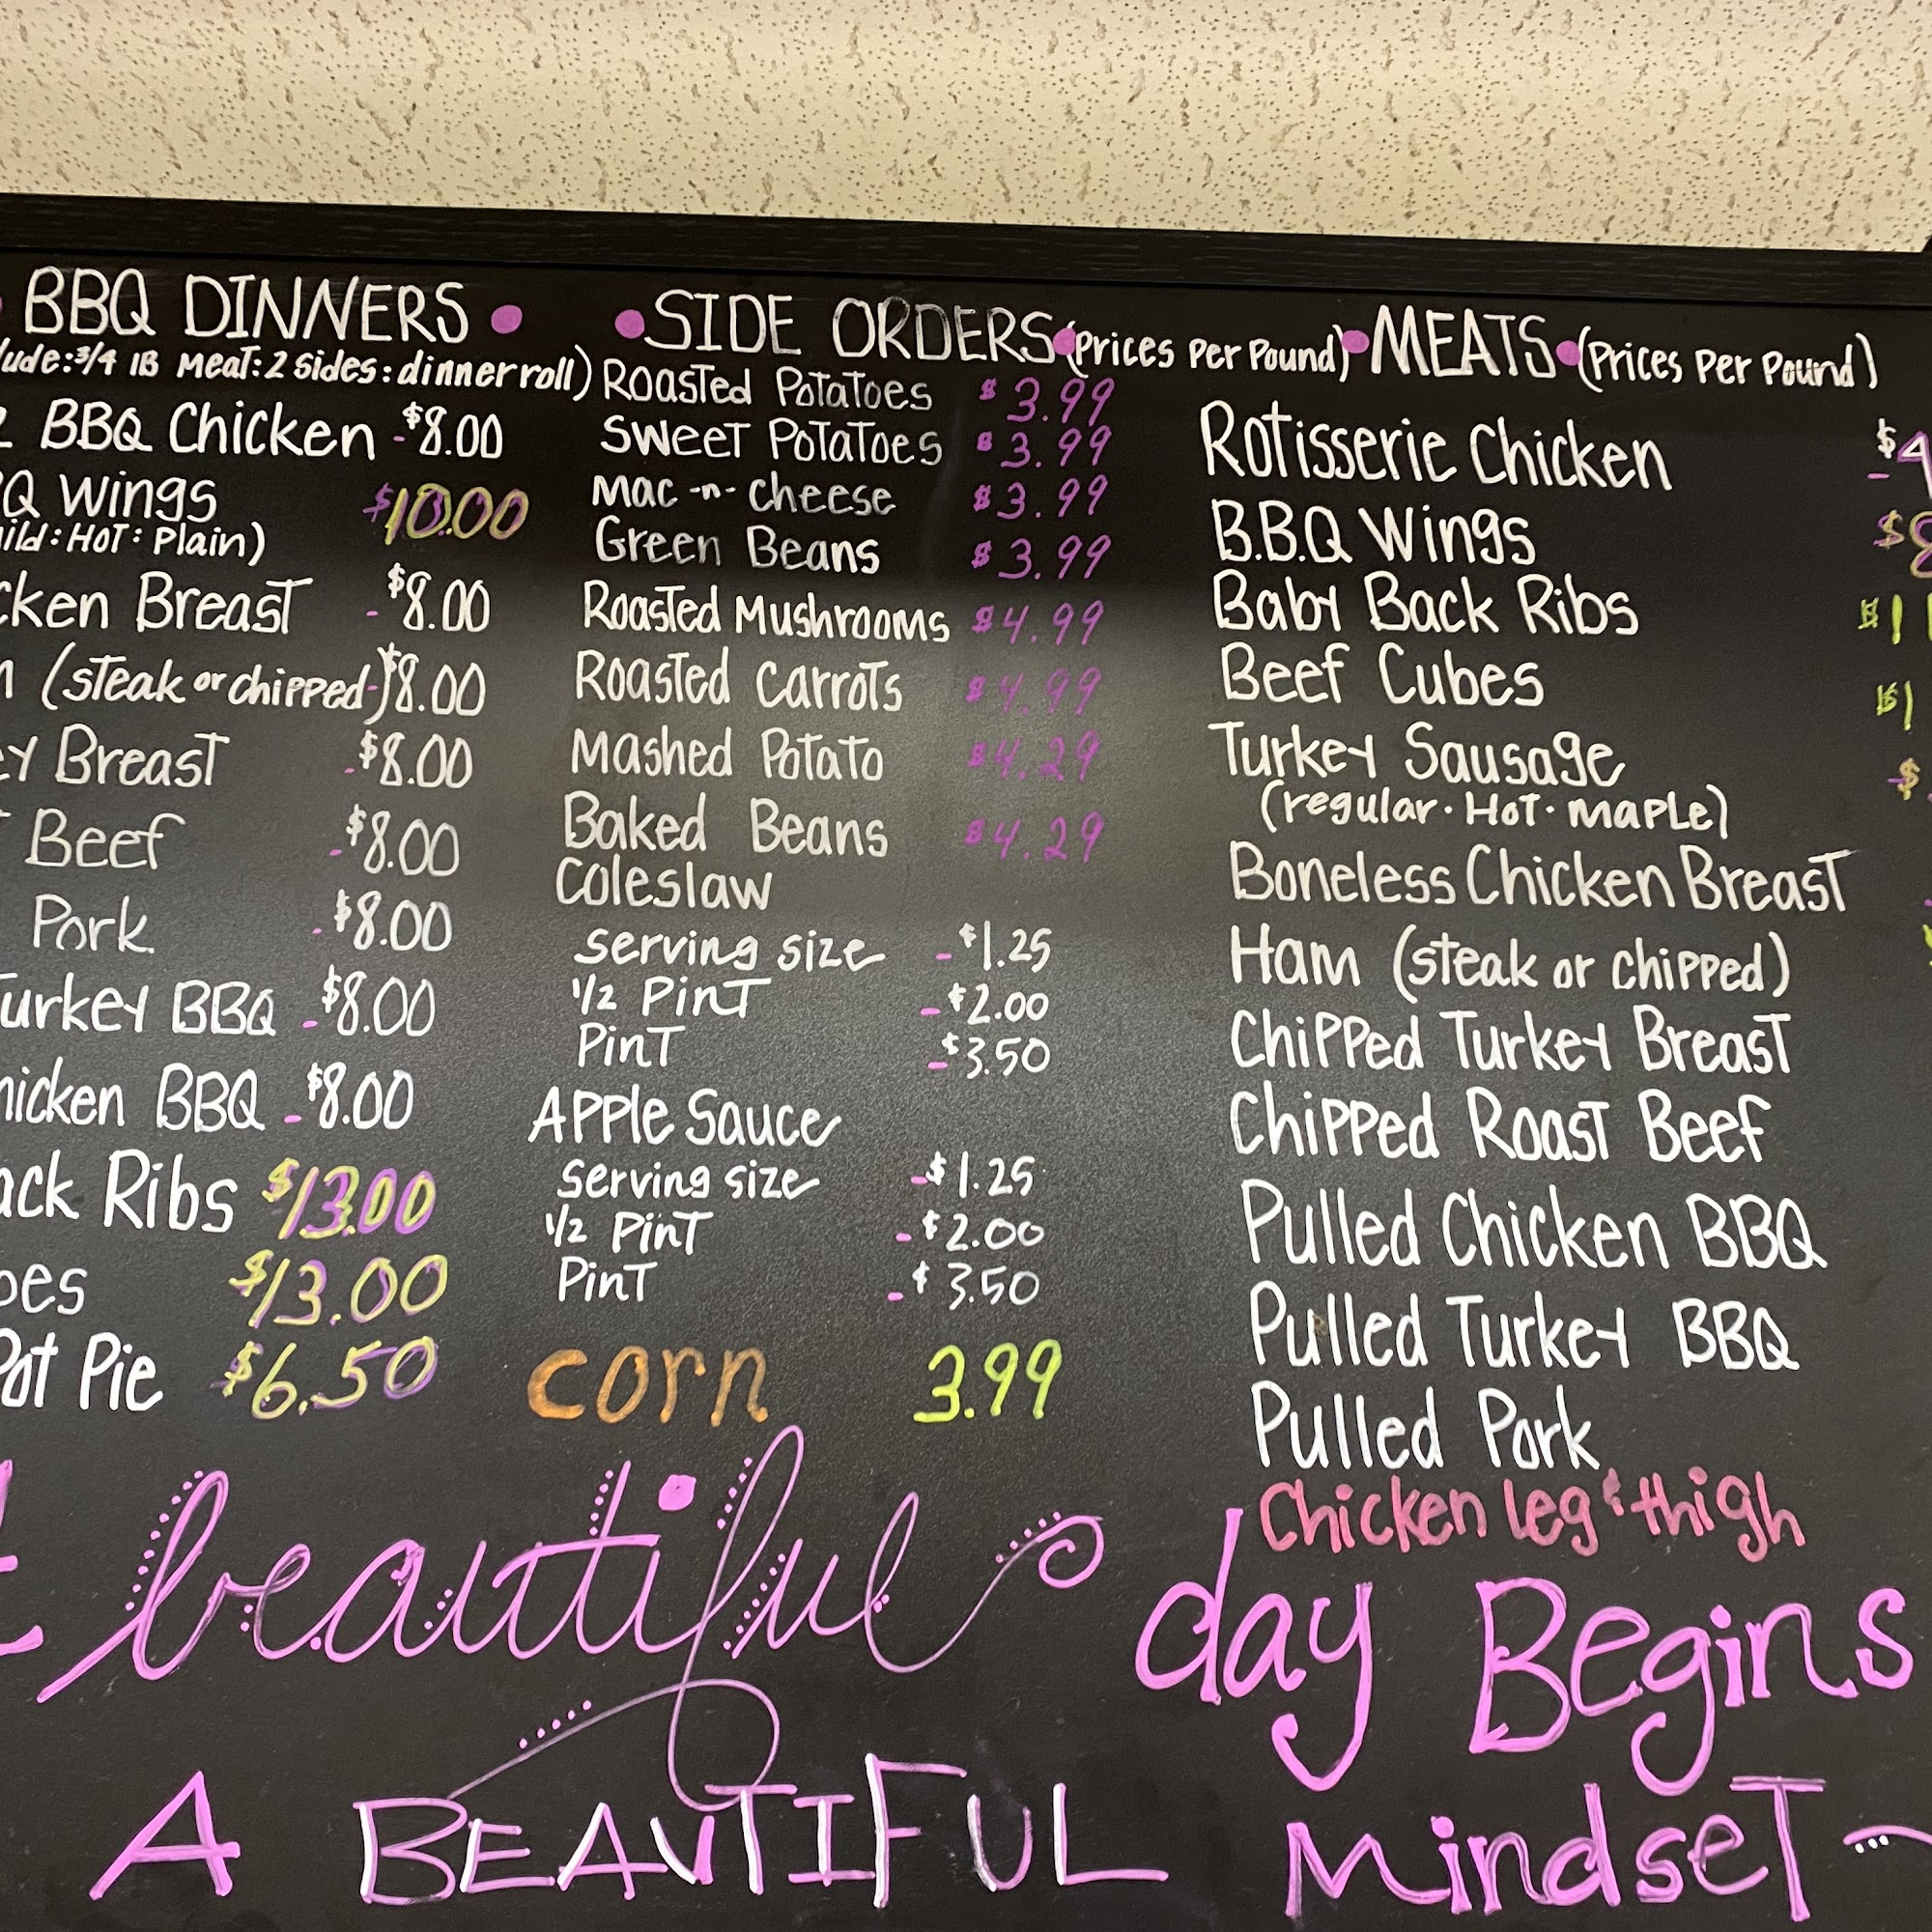 BBQ DINNERS
lude: 3/4 lB Meat: 2 Sides: dinner roll)
BBQ Chicken - $8.00
Q Wings $10.00
ild: HOT: Plain)
cken Breast - $8.00
(steak or chipped) - $8.00
Breast - $8.00
Beef - $8.00
Pork - $8.00
Turkey BBQ - $8.00
hicken BBQ - $8.00
ack Ribs $13.00
bes $13.00
Pot Pie $6.50
SIDE ORDERS (Prices Per Pound)
Roasted Potatoes $3.99
Sweet Potatoes $3.99
Mac -n- cheese $3.99
Green Beans $3.99
Roasted Mushrooms $4.99
Roasted Carrots $4.99
Mashed Potato $4.29
Baked Beans $4.29
Coleslaw
serving size - $1.25
1/2 Pint - $2.00
Pint - $3.50
Apple Sauce
serving size - $1.25
1/2 Pint - $2.00
Pint - $3.50
corn 3.99
MEATS (Prices Per Pound)
Rotisserie Chicken $4
B.B.Q Wings $8
Baby Back Ribs $11
Beef Cubes $1
Turkey Sausage $
(regular · Hot · maple)
Boneless Chicken Breast
Ham (steak or chipped)
Chipped Turkey Breast
Chipped Roast Beef
Pulled Chicken BBQ
Pulled Turkey BBQ
Pulled Pork
Chicken leg & thigh
beautiful day Begins
A BEAUTIFUL Mindset